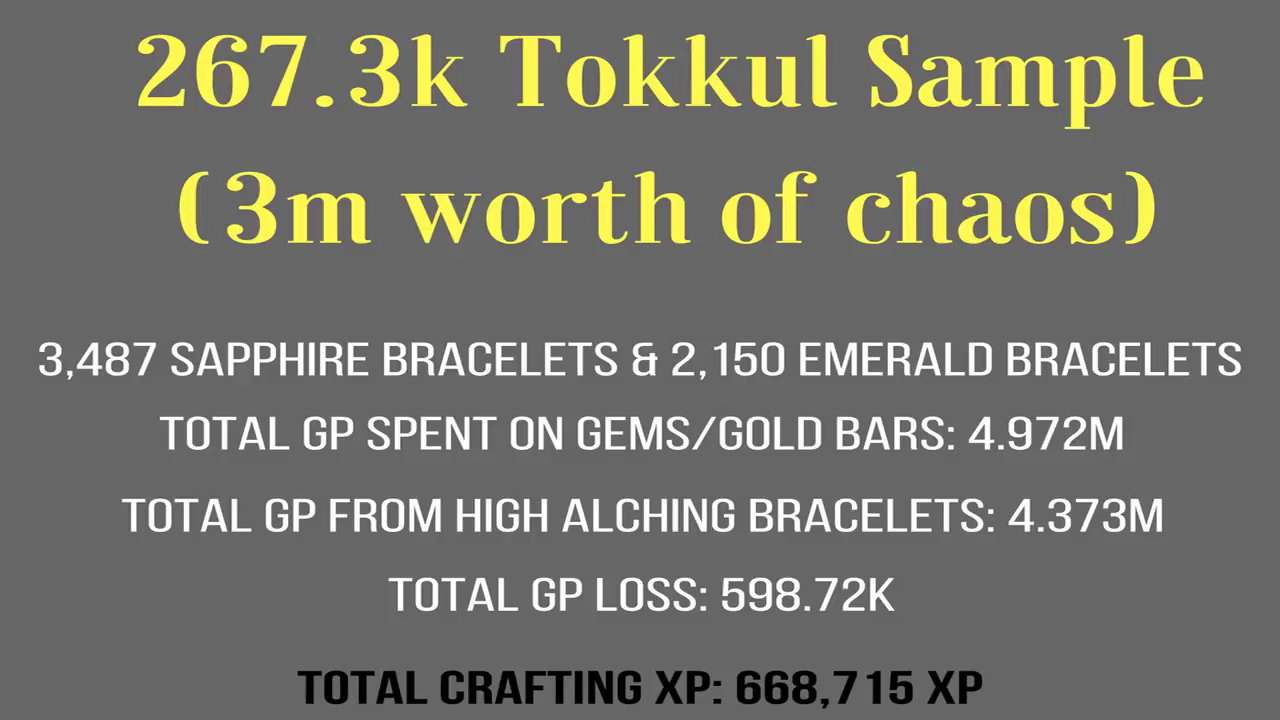 267.3k Tokkul Sample
(3m worth of chaos)
3,487 SAPPHIRE BRACELETS & 2,150 EMERALD BRACELETS
TOTAL GP SPENT ON GEMS/GOLD BARS: 4.972M
TOTAL GP FROM HIGH ALCHING BRACELETS: 4.373M
TOTAL GP LOSS: 598.72K
TOTAL CRAFTING XP: 668,715 XP